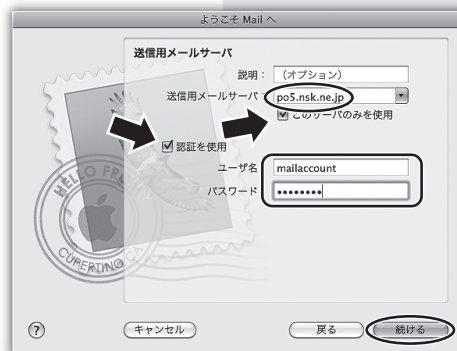 ようこそ Mail へ
送信用メールサーバ
説明： （オプション）
送信用メールサーバ： po5.nsk.ne.jp
このサーバのみを使用
認証を使用
ユーザ名 mailaccount
パスワード ••••••••
HELLO FRO
CUPERTINO CA
? キャンセル 戻る 続ける